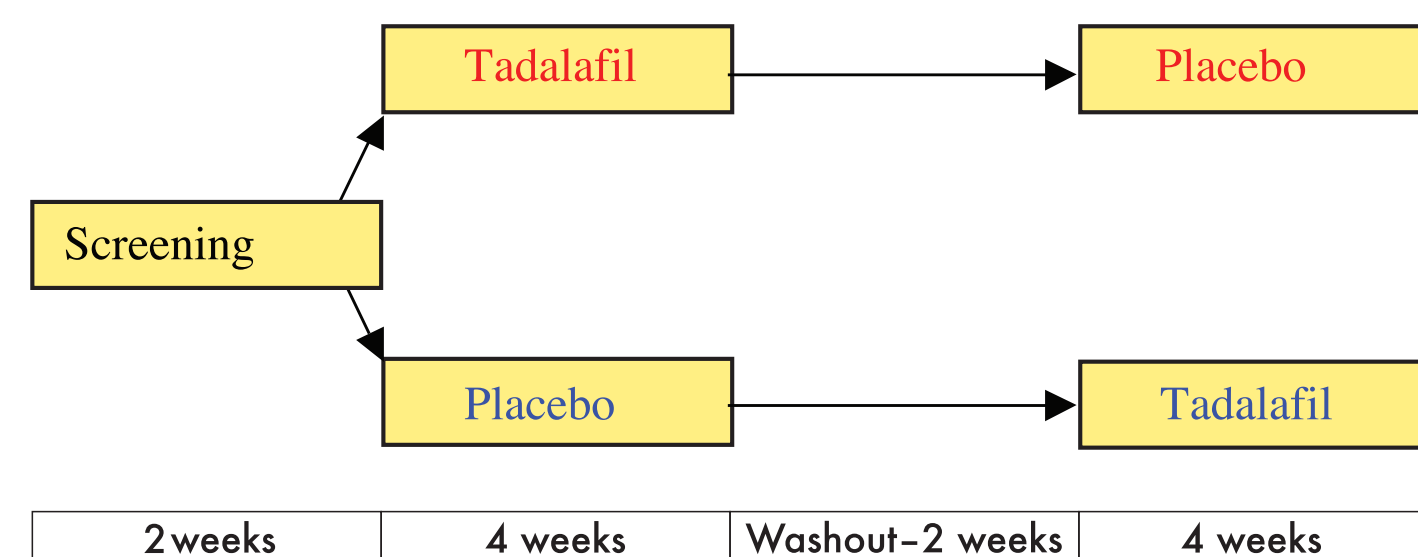 Tadalafil
Placebo
Screening
Placebo
Tadalafil
2 weeks
4 weeks
Washout–2 weeks
4 weeks